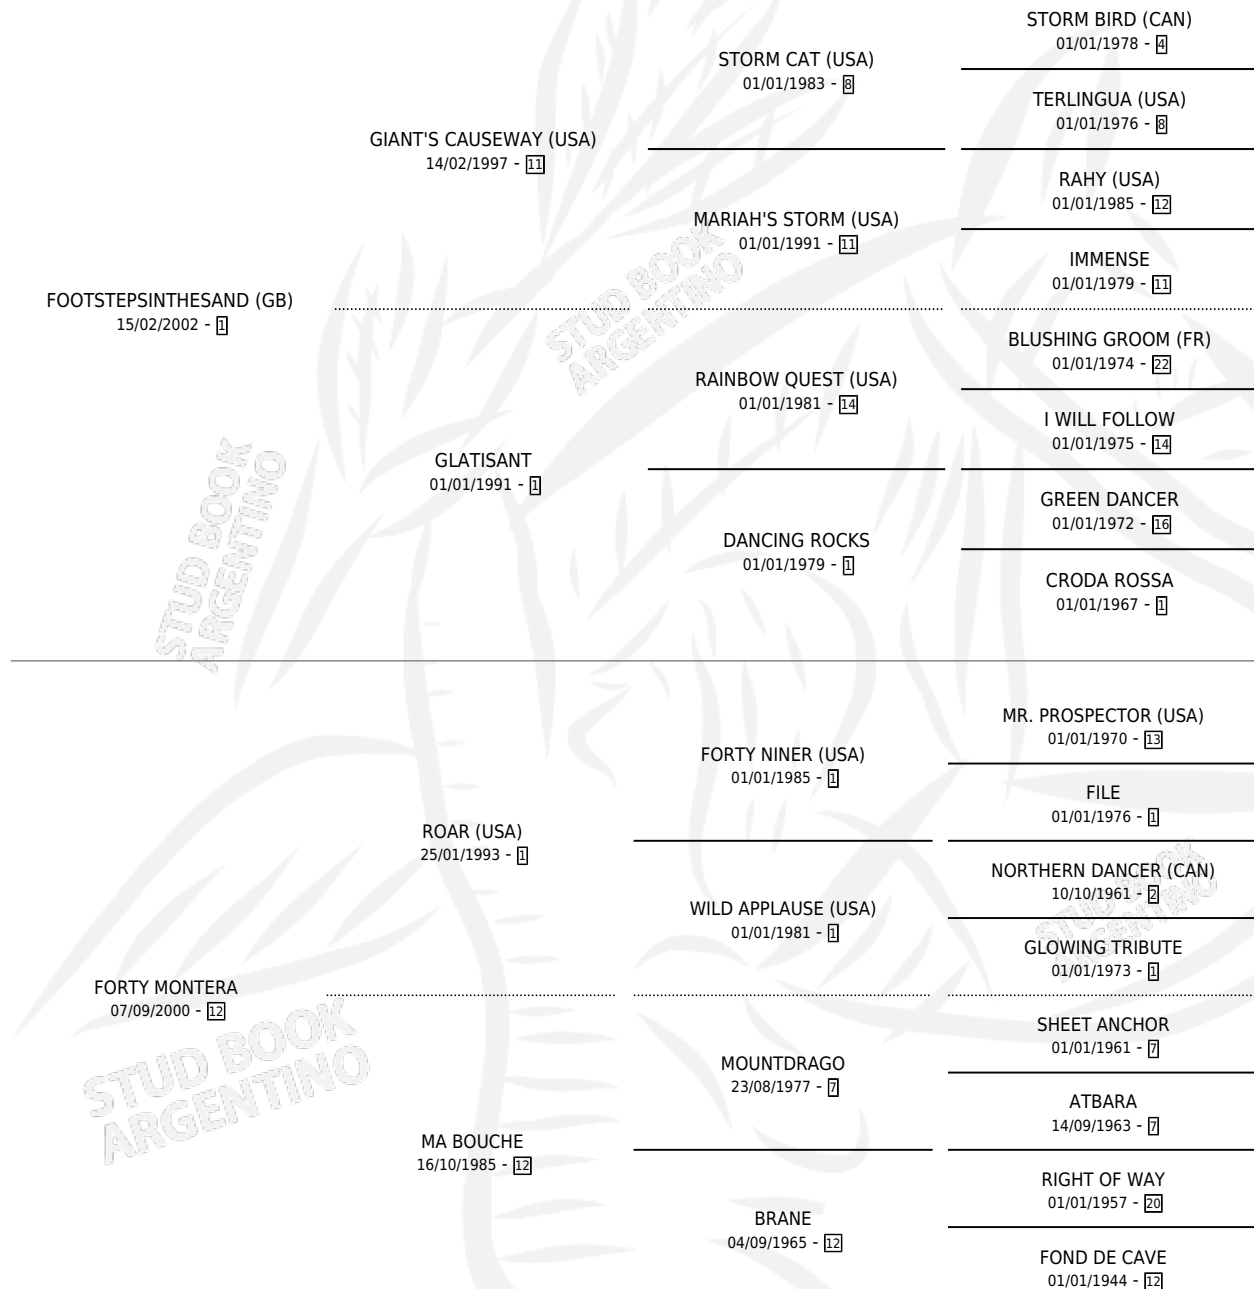 STORM BIRD (CAN)
01/01/1978 - 4
STORM CAT (USA)
01/01/1983 - 8
TERLINGUA (USA)
01/01/1976 - 8
GIANT'S CAUSEWAY (USA)
14/02/1997 - 11
RAHY (USA)
01/01/1985 - 12
MARIAH'S STORM (USA)
01/01/1991 - 11
IMMENSE
01/01/1979 - 11
FOOTSTEPSINTHESAND (GB)
15/02/2002 - 1
BLUSHING GROOM (FR)
01/01/1974 - 22
RAINBOW QUEST (USA)
01/01/1981 - 14
I WILL FOLLOW
01/01/1975 - 14
GLATISANT
01/01/1991 - 1
GREEN DANCER
01/01/1972 - 16
DANCING ROCKS
01/01/1979 - 1
CRODA ROSSA
01/01/1967 - 1
MR. PROSPECTOR (USA)
01/01/1970 - 13
FORTY NINER (USA)
01/01/1985 - 1
FILE
01/01/1976 - 1
ROAR (USA)
25/01/1993 - 1
NORTHERN DANCER (CAN)
10/10/1961 - 2
WILD APPLAUSE (USA)
01/01/1981 - 1
GLOWING TRIBUTE
01/01/1973 - 1
FORTY MONTERA
07/09/2000 - 12
SHEET ANCHOR
01/01/1961 - 7
MOUNTDRAGO
23/08/1977 - 7
ATBARA
14/09/1963 - 7
MA BOUCHE
16/10/1985 - 12
RIGHT OF WAY
01/01/1957 - 20
BRANE
04/09/1965 - 12
FOND DE CAVE
01/01/1944 - 12
STUD BOOK
ARGENTINO
STUD BOOK
ARGENTINO
STUD BOOK
ARGENTINO
STUD BOOK
ARGENTINO